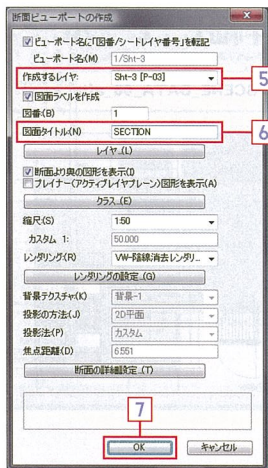 断面ビューポートの作成
ビューポート名に「図番/シートレイヤ番号」を転記
ビューポート名(M) 1/Sht-3
作成するレイヤ: Sht-3 [P-03] 5
図面ラベルを作成
図番(B) 1
図面タイトル(N) SECTION 6
レイヤ...(L)
断面より奥の図形を表示(D)
プレイナー(アクティブレイヤプレーン)図形を表示(A)
クラス...(E)
縮尺(S) 1:50
カスタム 1: 50.000
レンダリング(R) VW-陰線消去レンダリ...
レンダリングの設定...(G)
背景テクスチャ(K) 背景-1
投影の方法(J) 2D平面
投影法(P) カスタム
焦点距離(D) 6.551
断面の詳細設定...(T)
7
OK キャンセル